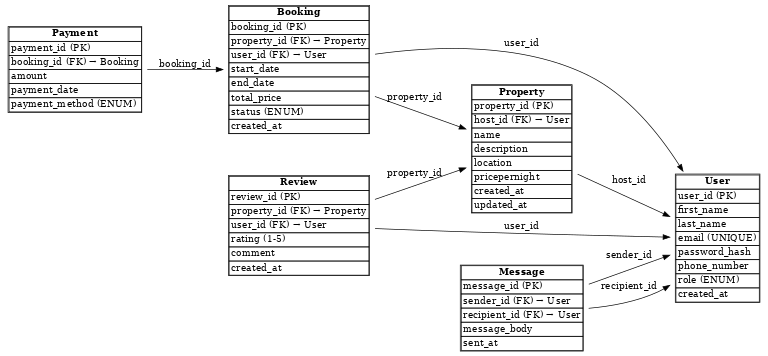 Payment
payment_id (PK)
booking_id (FK) → Booking
amount
payment_date
payment_method (ENUM)
booking_id
Booking
booking_id (PK)
property_id (FK) → Property
user_id (FK) → User
start_date
end_date
total_price
status (ENUM)
created_at
user_id
property_id
Property
property_id (PK)
host_id (FK) → User
name
description
location
pricepernight
created_at
updated_at
Review
review_id (PK)
property_id (FK) → Property
user_id (FK) → User
rating (1-5)
comment
created_at
property_id
user_id
host_id
Message
message_id (PK)
sender_id (FK) → User
recipient_id (FK) → User
message_body
sent_at
sender_id
recipient_id
User
user_id (PK)
first_name
last_name
email (UNIQUE)
password_hash
phone_number
role (ENUM)
created_at